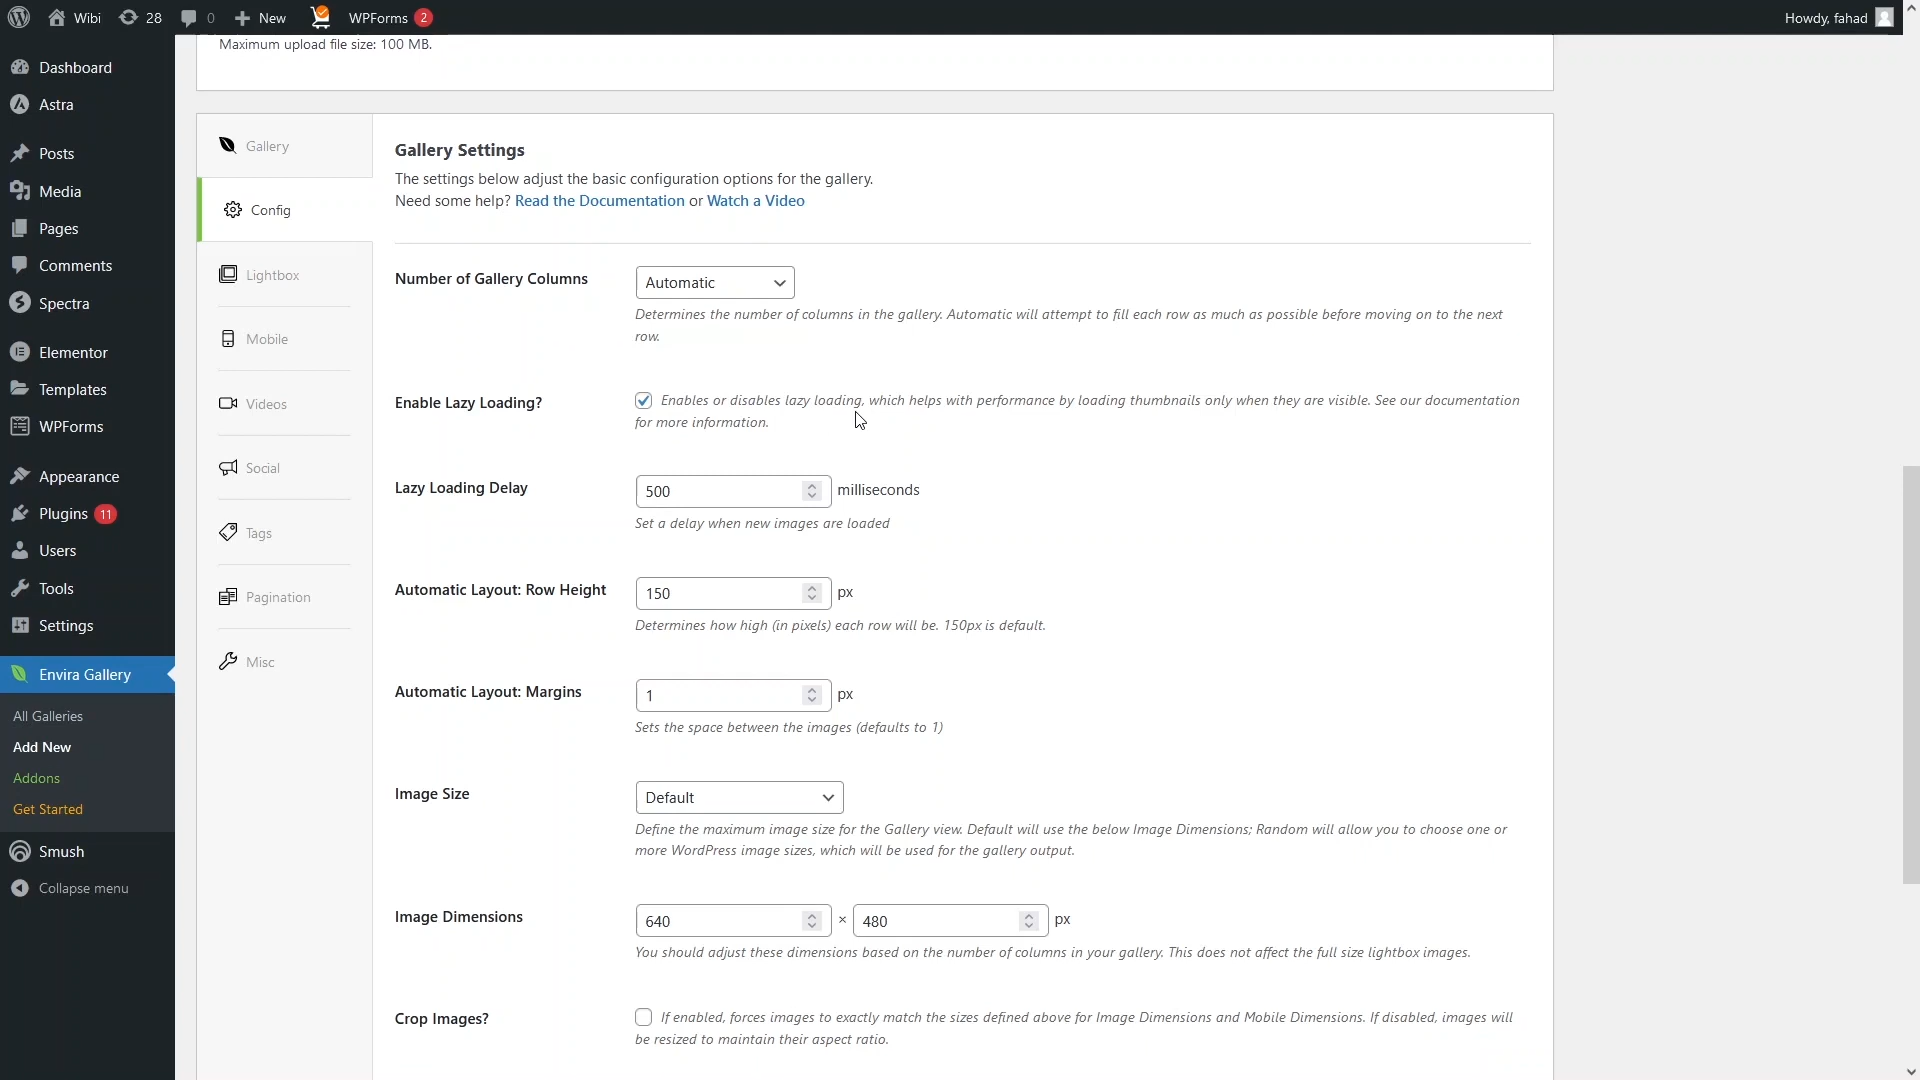 Wibi 28 0 New WPForms 2 Howdy, fahad
Dashboard
Astra
Posts
Media
Pages
Comments
Spectra
Elementor
Templates
WPForms
Appearance
Plugins 11
Users
Tools
Settings
Envira Gallery
All Galleries
Add New
Addons
Get Started
Smush
Collapse menu
Maximum upload file size: 100 MB.
Gallery
Config
Lightbox
Mobile
Videos
Social
Tags
Pagination
Misc
Gallery Settings
The settings below adjust the basic configuration options for the gallery.
Need some help? Read the Documentation or Watch a Video
Number of Gallery Columns
Automatic
Determines the number of columns in the gallery. Automatic will attempt to fill each row as much as possible before moving on to the next
row.
Enable Lazy Loading?
Enables or disables lazy loading, which helps with performance by loading thumbnails only when they are visible. See our documentation
for more information.
Lazy Loading Delay
500 milliseconds
Set a delay when new images are loaded
Automatic Layout: Row Height
150 px
Determines how high (in pixels) each row will be. 150px is default.
Automatic Layout: Margins
1 px
Sets the space between the images (defaults to 1)
Image Size
Default
Define the maximum image size for the Gallery view. Default will use the below Image Dimensions; Random will allow you to choose one or
more WordPress image sizes, which will be used for the gallery output.
Image Dimensions
640 × 480 px
You should adjust these dimensions based on the number of columns in your gallery. This does not affect the full size lightbox images.
Crop Images?
If enabled, forces images to exactly match the sizes defined above for Image Dimensions and Mobile Dimensions. If disabled, images will
be resized to maintain their aspect ratio.